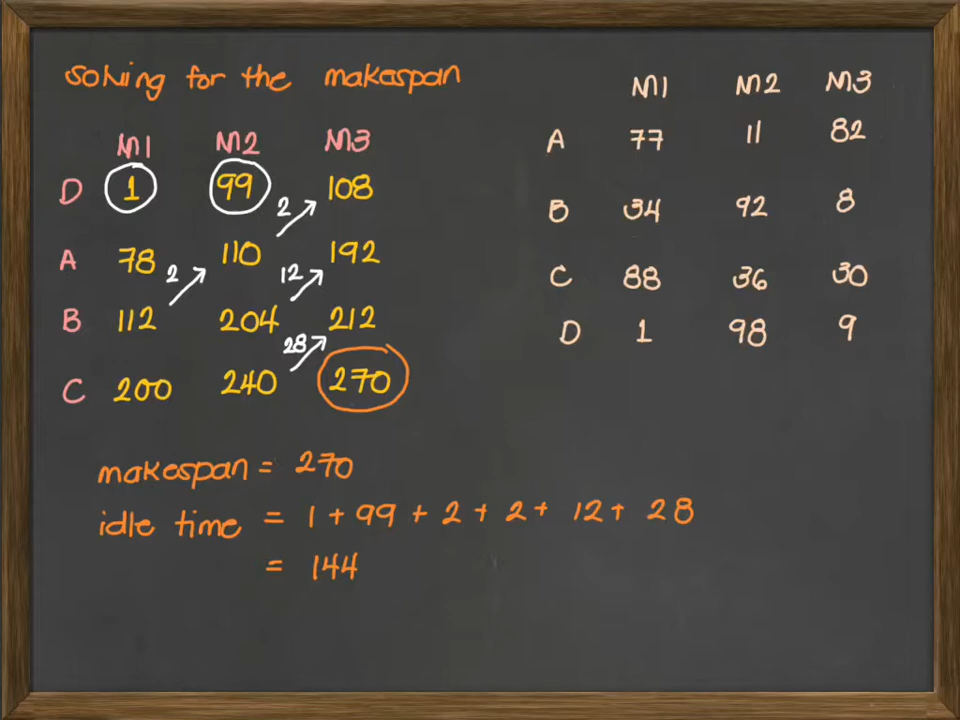 solving for the makespan
M1 M2 M3
D 1 99 108
2
A 78 110 192
2 12
B 112 204 212
28
C 200 240 270
makespan = 270
idle time = 1 + 99 + 2 + 2 + 12 + 28
= 144
M1 M2 M3
A 77 11 82
B 34 92 8
C 88 36 30
D 1 98 9